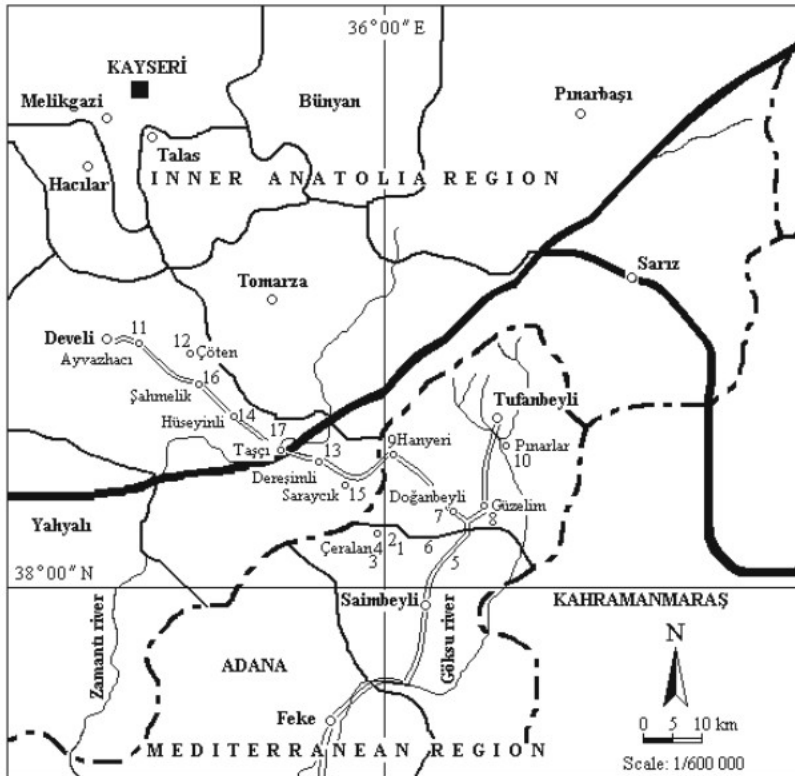 36°00″ E
KAYSERİ
Melikgazi
Bünyan
Pınarbaşı
Talas
Hacılar
INNER ANATOLIA REGION
Sarız
Tomarza
Develi
11
12
Çöten
Ayvazhacı
16
Şahmelik
Tufanbeyli
Hüseyinli
14
17
9
Hanyeri
Pınarlar
10
Taşçı
13
Dereşimli
Saraycık
15
Doğanbeyli
7
Güzelim
8
Yahyalı
Çeralan
4
2
1
3
6
5
38°00″ N
Saimbeyli
KAHRAMANMARAŞ
Zamantı river
Göksu river
N
ADANA
Feke
0 5 10 km
MEDITERRANEAN REGION
Scale: 1/600 000